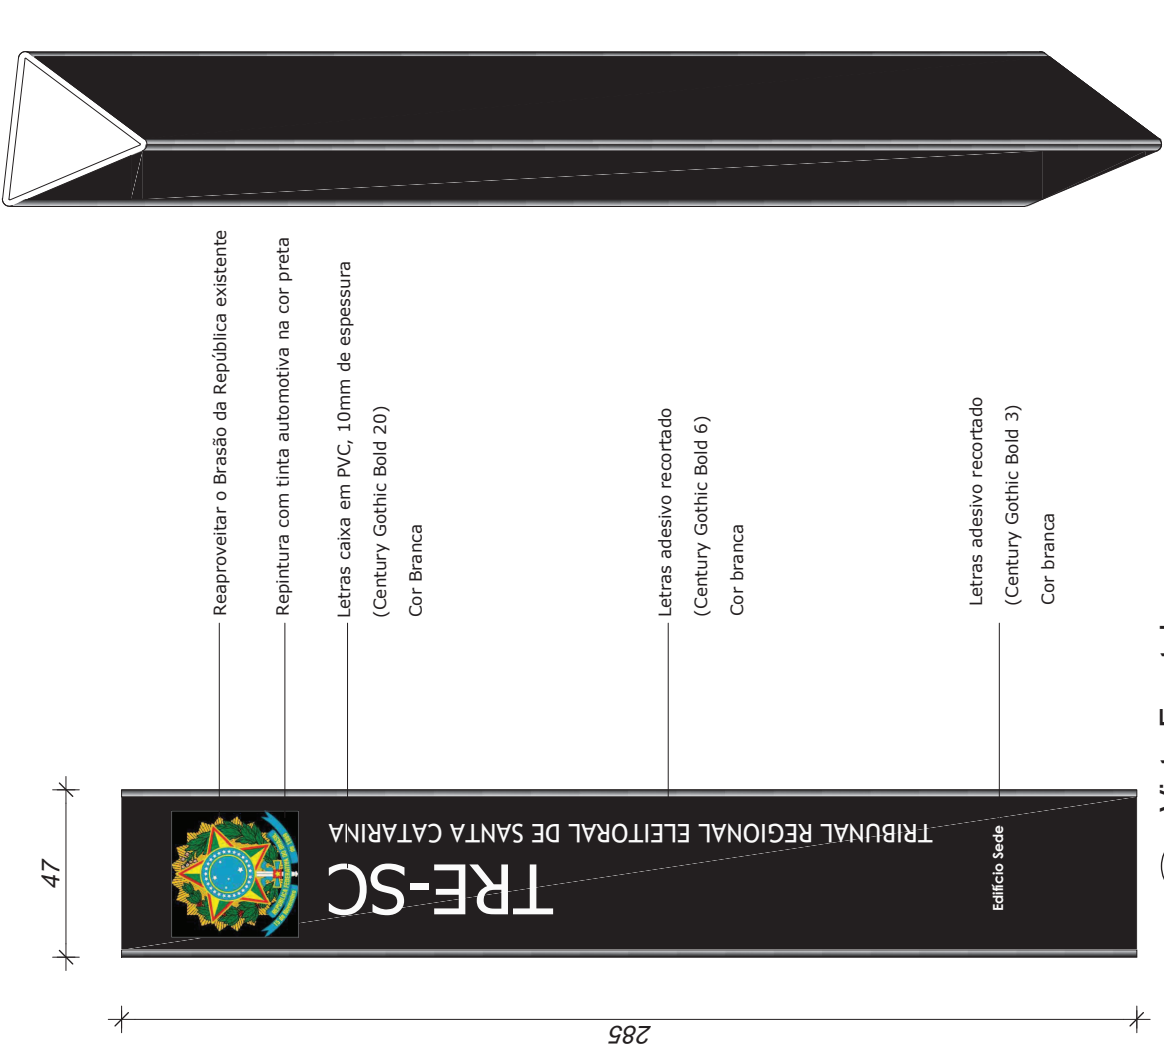 47
285
TRE-SC
TRIBUNAL REGIONAL ELEITORAL DE SANTA CATARINA
Edifício Sede
Reaproveitar o Brasão da República existente
Repintura com tinta automotiva na cor preta
Letras caixa em PVC, 10mm de espessura
(Century Gothic Bold 20)
Cor Branca
Letras adesivo recortado
(Century Gothic Bold 6)
Cor branca
Letras adesivo recortado
(Century Gothic Bold 3)
Cor branca